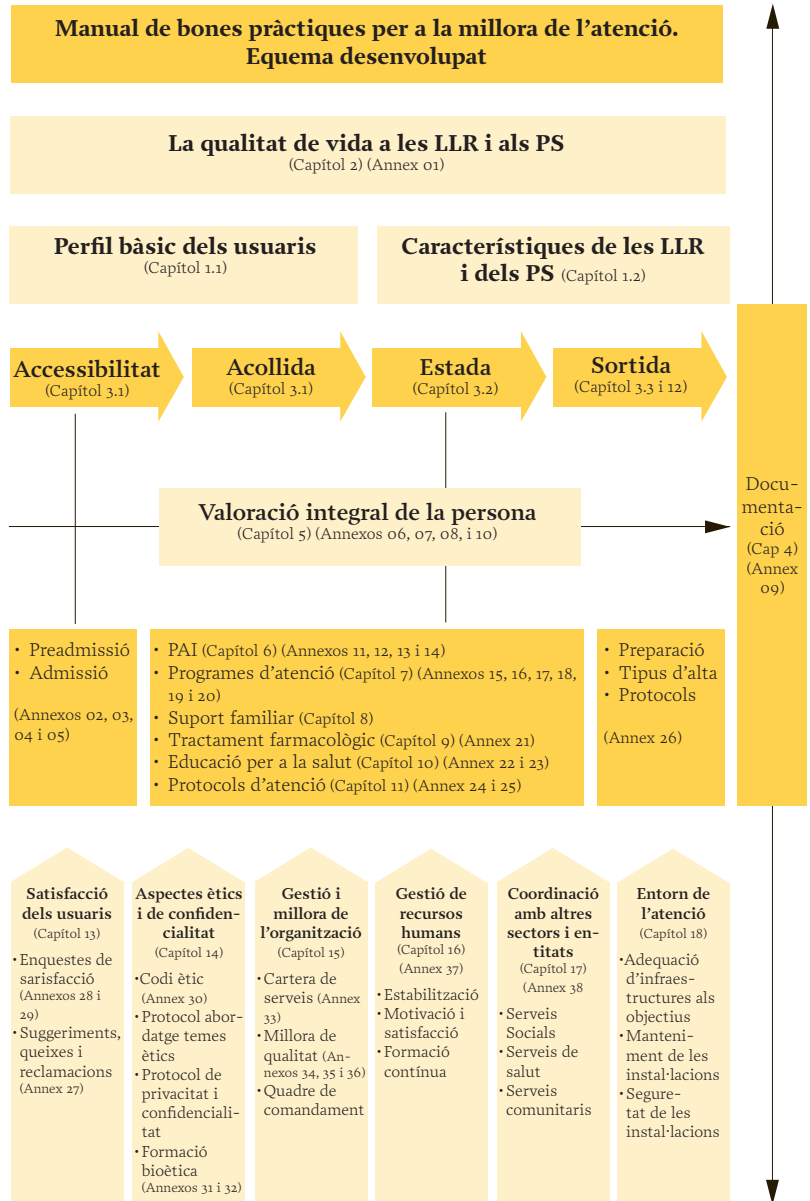 Manual de bones pràctiques per a la millora de l’atenció.
Equema desenvolupat
La qualitat de vida a les LLR i als PS
(Capítol 2) (Annex 01)
Perfil bàsic dels usuaris
(Capítol 1.1)
Característiques de les LLR
i dels PS (Capítol 1.2)
Accessibilitat
(Capítol 3.1)
Acollida
(Capítol 3.1)
Estada
(Capítol 3.2)
Sortida
(Capítol 3.3 i 12)
Valoració integral de la persona
(Capítol 5) (Annexos 06, 07, 08, i 10)
Docu-
menta-
ció
(Cap 4)
(Annex
09)
· Preadmissió
· Admissió
(Annexos 02, 03,
04 i 05)
· PAI (Capítol 6) (Annexos 11, 12, 13 i 14)
· Programes d’atenció (Capítol 7) (Annexos 15, 16, 17, 18,
19 i 20)
· Suport familiar (Capítol 8)
· Tractament farmacològic (Capítol 9) (Annex 21)
· Educació per a la salut (Capítol 10) (Annex 22 i 23)
· Protocols d’atenció (Capítol 11) (Annex 24 i 25)
· Preparació
· Tipus d’alta
· Protocols
(Annex 26)
Satisfacció
dels usuaris
(Capítol 13)
· Enquestes de
sarisfacció
(Annexos 28 i
29)
· Suggeriments,
queixes i
reclamacions
(Annex 27)
Aspectes ètics
i de confiden-
cialitat
(Capítol 14)
· Codi ètic
(Annex 30)
· Protocol abor-
datge temes
ètics
· Protocol de
privacitat i
confidenciali-
tat
· Formació
bioètica
(Annexos 31 i 32)
Gestió i
millora de
l’organització
(Capítol 15)
· Cartera de
serveis (Annex
33)
· Millora de
qualitat (An-
nexos 34, 35 i 36)
· Quadre de
comandament
Gestió de
recursos
humans
(Capítol 16)
(Annex 37)
· Estabilització
· Motivació i
satisfacció
· Formació
contínua
Coordinació
amb altres
sectors i en-
titats
(Capítol 17)
(Annex 38
· Serveis
Socials
· Serveis de
salut
· Serveis
comunitaris
Entorn de
l’atenció
(Capítol 18)
· Adequació
d’infraes-
tructures als
objectius
· Manteni-
ment de les
instal·lacions
· Segure-
tat de les
instal·lacions